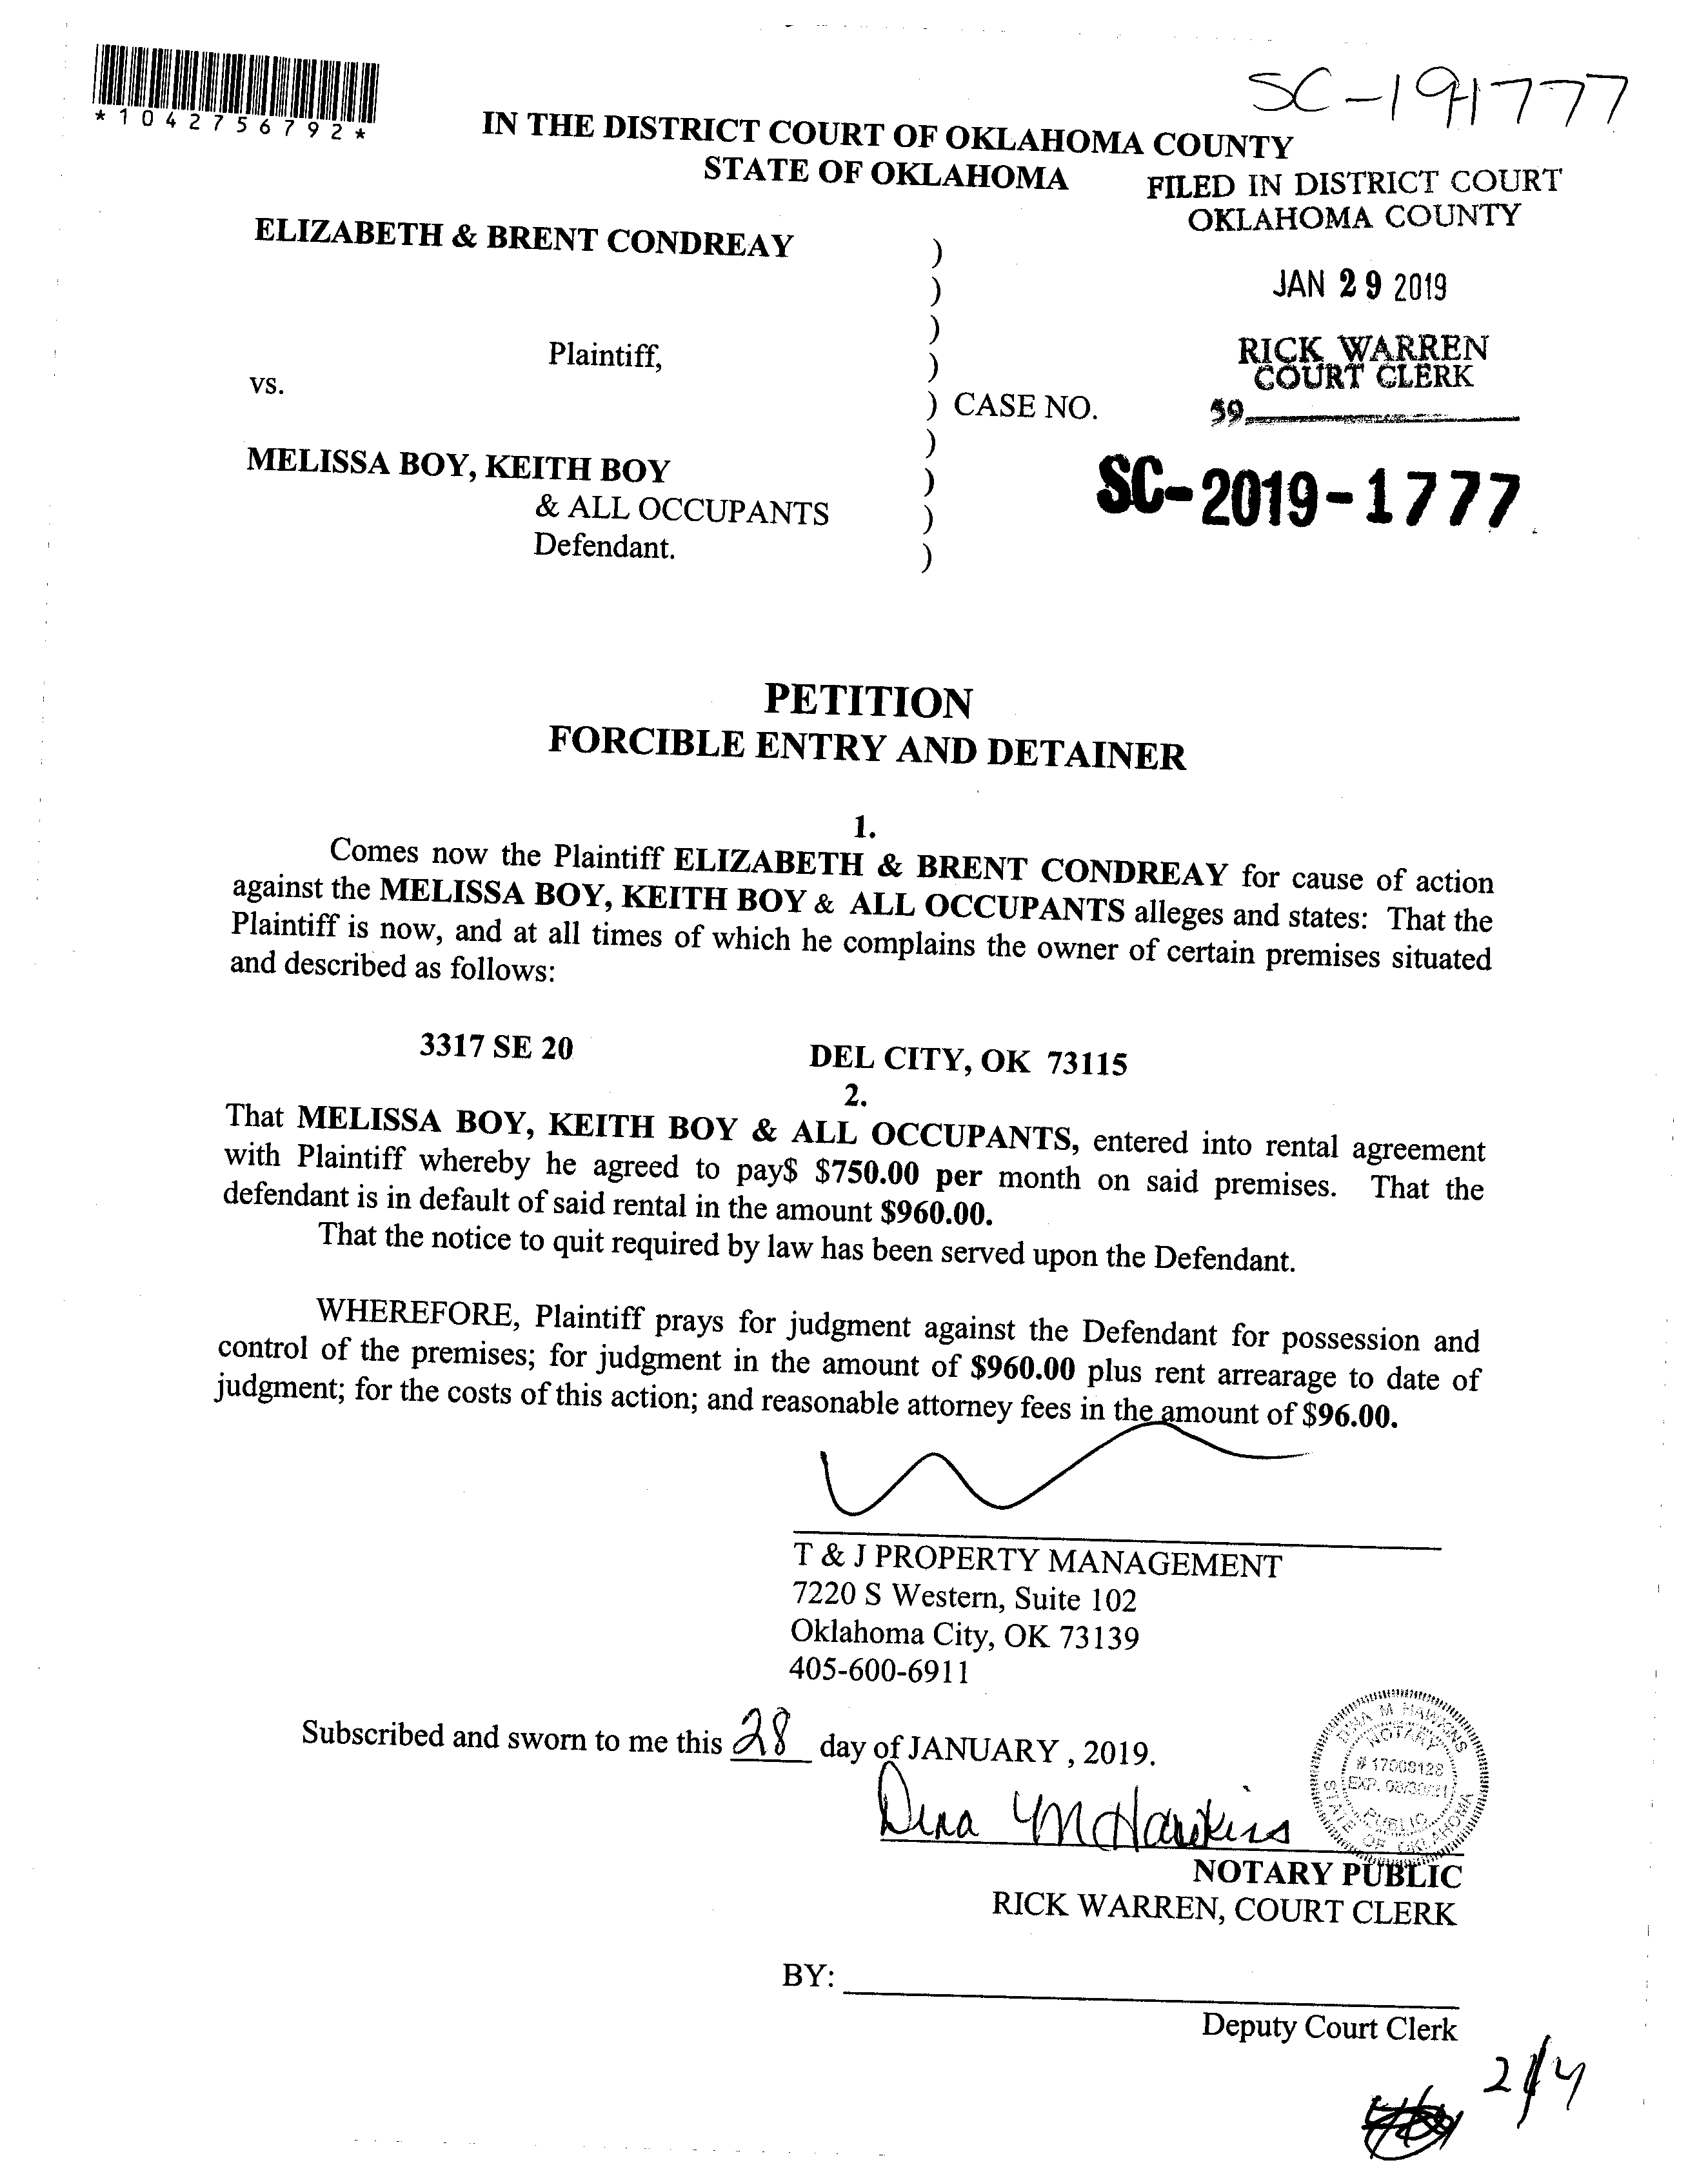 SC-19-1777
*1042756792*
IN THE DISTRICT COURT OF OKLAHOMA COUNTY
STATE OF OKLAHOMA
FILED IN DISTRICT COURT
OKLAHOMA COUNTY
ELIZABETH & BRENT CONDREAY )
)
JAN 29 2019
)
Plaintiff, )
RICK WARREN
COURT CLERK
vs.
) CASE NO.
39
)
MELISSA BOY, KEITH BOY )
SC-2019-1777
& ALL OCCUPANTS )
Defendant. )
PETITION
FORCIBLE ENTRY AND DETAINER
1.
Comes now the Plaintiff ELIZABETH & BRENT CONDREAY for cause of action
against the MELISSA BOY, KEITH BOY & ALL OCCUPANTS alleges and states: That the
Plaintiff is now, and at all times of which he complains the owner of certain premises situated
and described as follows:
3317 SE 20 DEL CITY, OK 73115
2.
That MELISSA BOY, KEITH BOY & ALL OCCUPANTS, entered into rental agreement
with Plaintiff whereby he agreed to pay$ $750.00 per month on said premises. That the
defendant is in default of said rental in the amount $960.00.
That the notice to quit required by law has been served upon the Defendant.
WHEREFORE, Plaintiff prays for judgment against the Defendant for possession and
control of the premises; for judgment in the amount of $960.00 plus rent arrearage to date of
judgment; for the costs of this action; and reasonable attorney fees in the amount of $96.00.
T & J PROPERTY MANAGEMENT
7220 S Western, Suite 102
Oklahoma City, OK 73139
405-600-6911
Subscribed and sworn to me this 28 day of JANUARY , 2019.
Dina M Hawkins
DINA M HAWKINS
NOTARY
# 17008128
EXP. 08/30/21
PUBLIC
STATE OF OKLAHOMA
NOTARY PUBLIC
RICK WARREN, COURT CLERK
BY:
Deputy Court Clerk